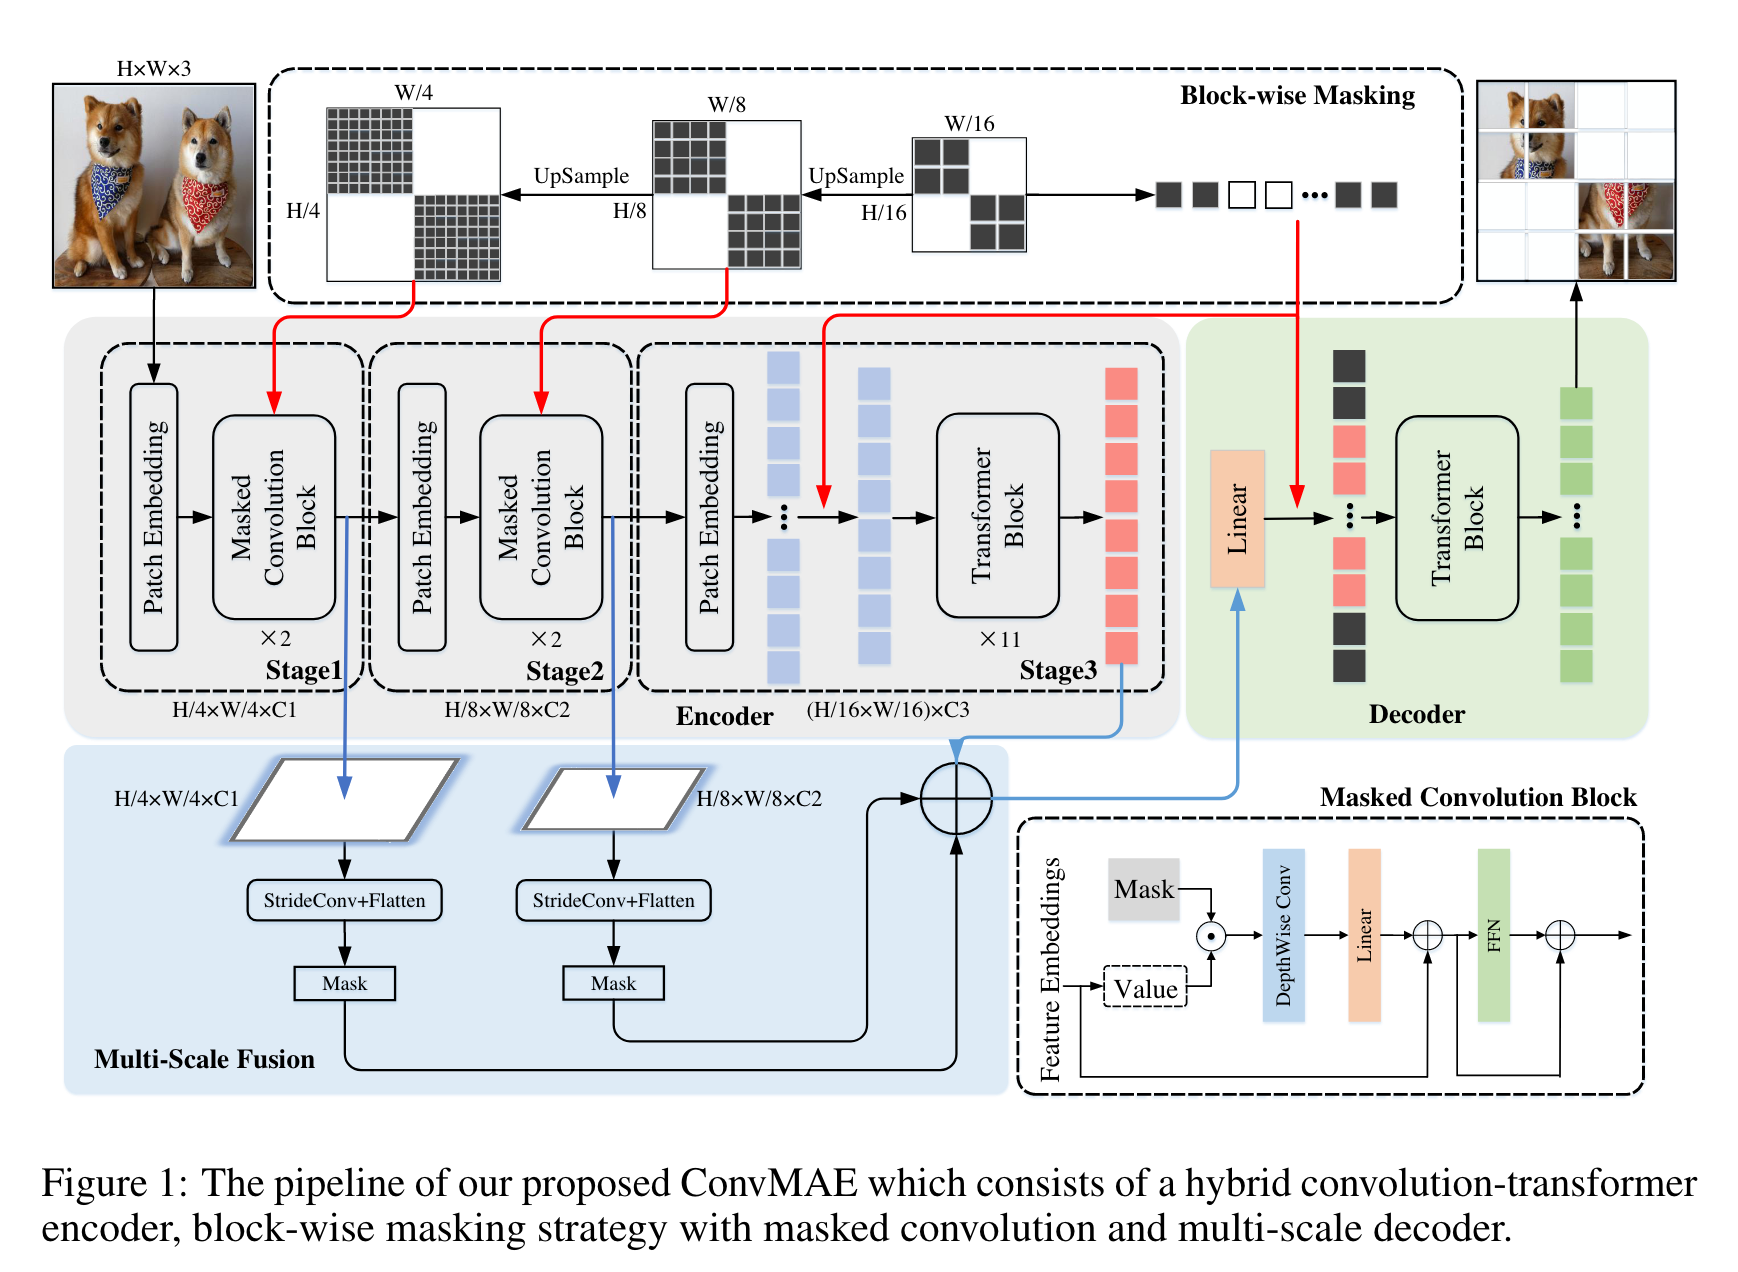 H×W×3
Block-wise Masking
W/4
W/8
W/16
UpSample
UpSample
H/4
H/8
H/16
Patch Embedding
Masked
Convolution
Block
×2
Stage1
Patch Embedding
Masked
Convolution
Block
×2
Stage2
Patch Embedding
Transformer
Block
×11
Stage3
Linear
Transformer
Block
H/4×W/4×C1
H/8×W/8×C2
Encoder
(H/16×W/16)×C3
Decoder
H/4×W/4×C1
H/8×W/8×C2
StrideConv+Flatten
StrideConv+Flatten
Mask
Mask
Multi-Scale Fusion
Masked Convolution Block
Feature Embeddings
Mask
Value
DepthWise Conv
Linear
FFN
Figure 1: The pipeline of our proposed ConvMAE which consists of a hybrid convolution-transformer
encoder, block-wise masking strategy with masked convolution and multi-scale decoder.